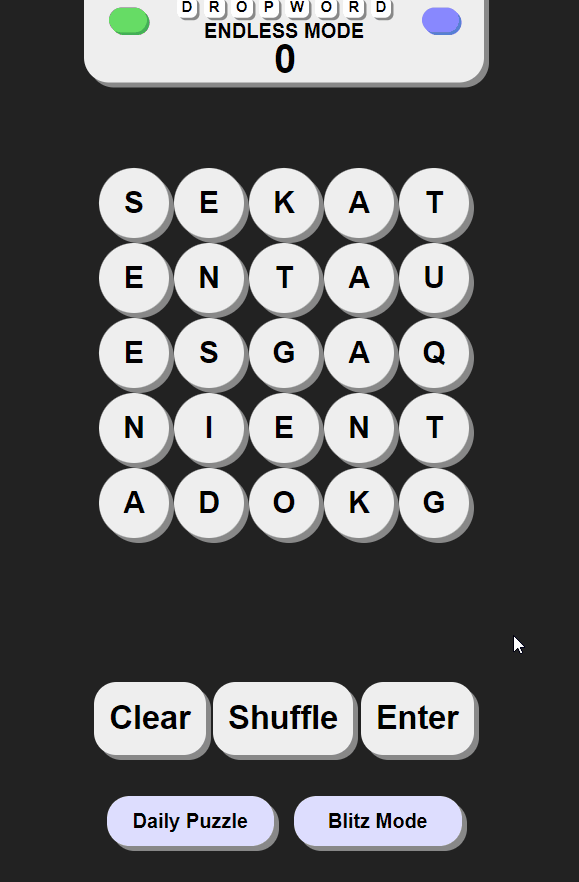 D R O P W O R D
ENDLESS MODE
0
S E K A T
E N T A U
E S G A Q
N I E N T
A D O K G
Clear Shuffle Enter
Daily Puzzle Blitz Mode